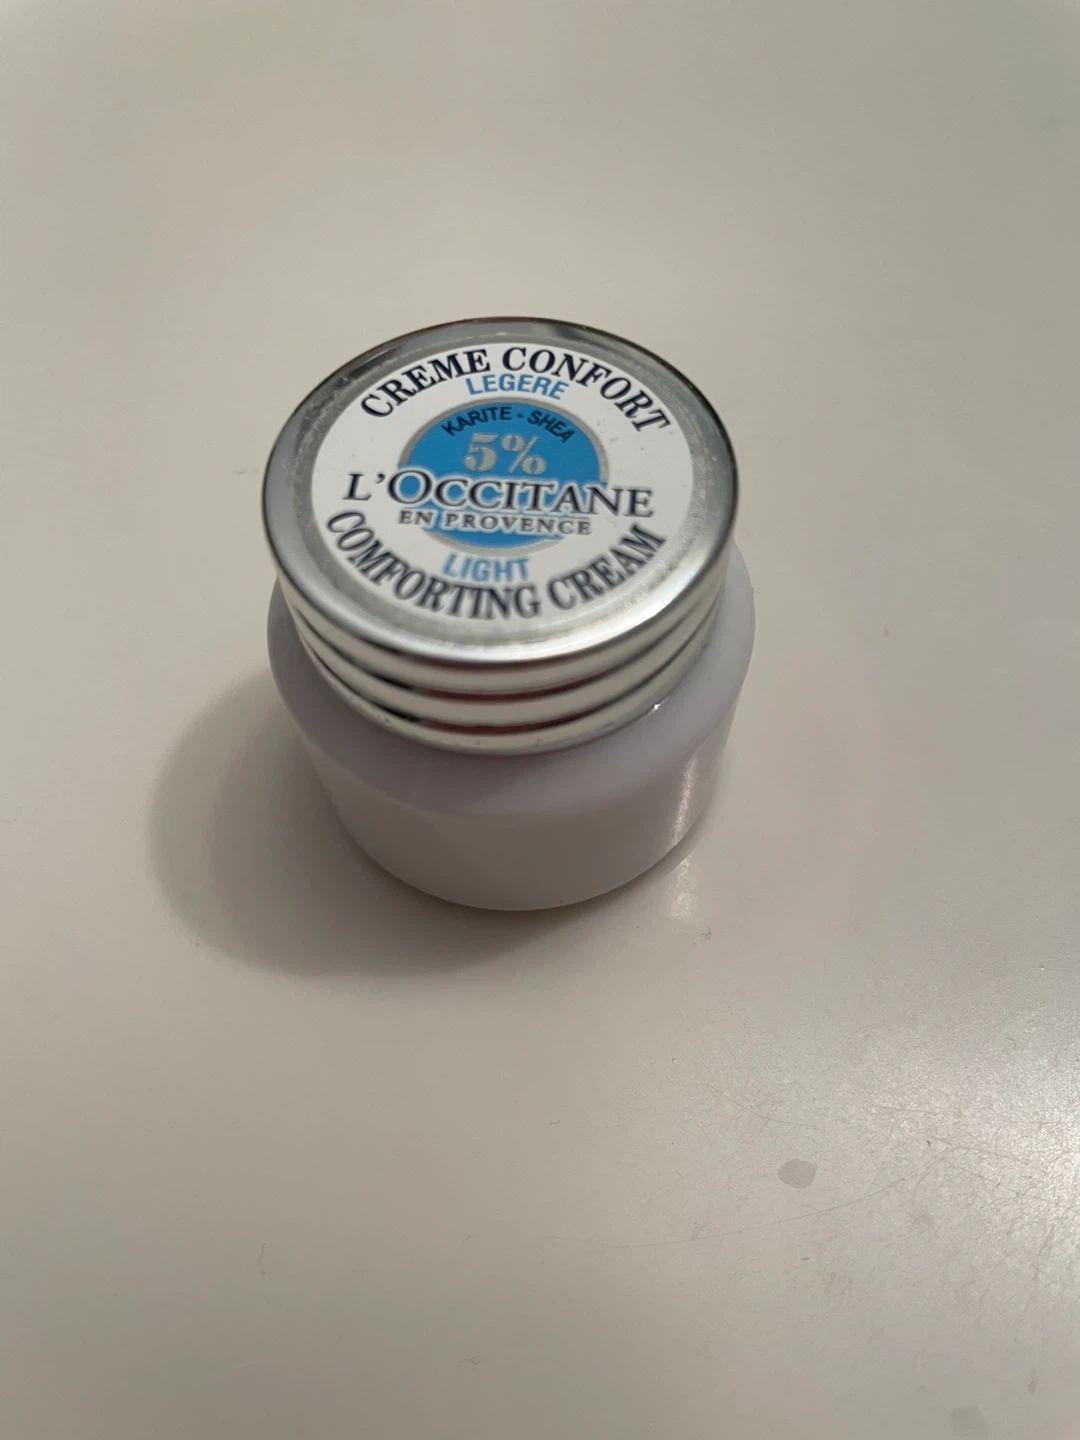 CREME CONFORT
LEGERE
KARITE - SHEA
5%
L'OCCITANE
EN PROVENCE
LIGHT
COMFORTING CREAM